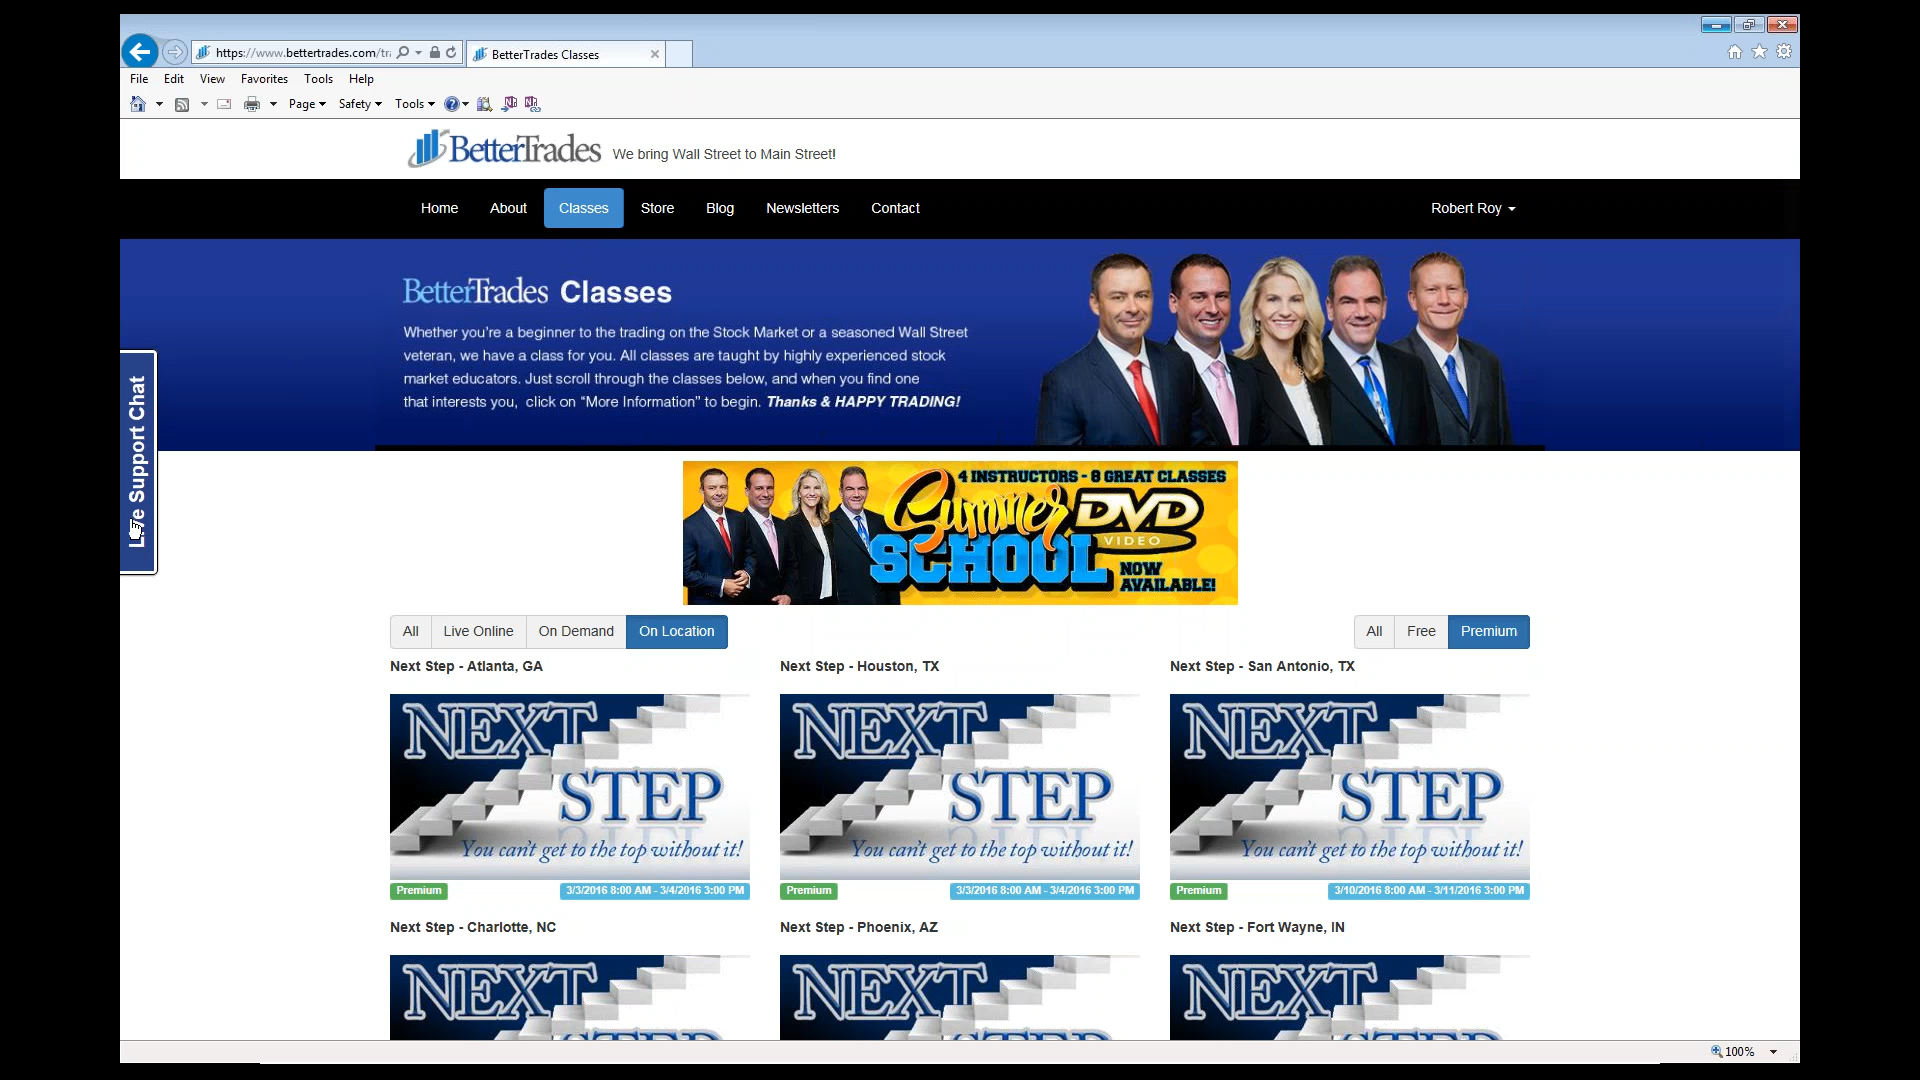 https://www.bettertrades.com/tr
BetterTrades Classes
File Edit View Favorites Tools Help
Page Safety Tools
BetterTrades We bring Wall Street to Main Street!
Home About Classes Store Blog Newsletters Contact Robert Roy
BetterTrades Classes
Whether you're a beginner to the trading on the Stock Market or a seasoned Wall Street
veteran, we have a class for you. All classes are taught by highly experienced stock
market educators. Just scroll through the classes below, and when you find one
that interests you, click on “More Information” to begin. Thanks & HAPPY TRADING!
Live Support Chat
4 INSTRUCTORS - 8 GREAT CLASSES
Summer DVD
VIDEO
SCHOOL NOW
AVAILABLE!
All Live Online On Demand On Location All Free Premium
Next Step - Atlanta, GA Next Step - Houston, TX Next Step - San Antonio, TX
NEXT NEXT NEXT
STEP STEP STEP
You can't get to the top without it! You can't get to the top without it! You can't get to the top without it!
Premium 3/3/2016 8:00 AM - 3/4/2016 3:00 PM Premium 3/3/2016 8:00 AM - 3/4/2016 3:00 PM Premium 3/10/2016 8:00 AM - 3/11/2016 3:00 PM
Next Step - Charlotte, NC Next Step - Phoenix, AZ Next Step - Fort Wayne, IN
NEXT NEXT NEXT
STEP STEP STEP
100%